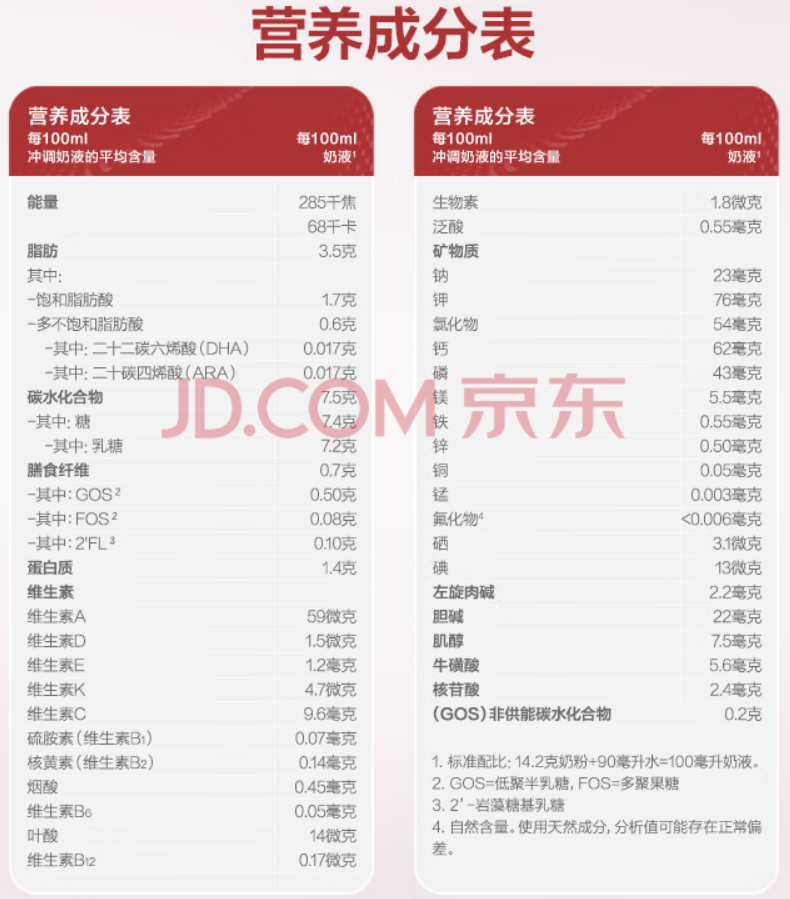 营养成分表
营养成分表
每100ml 每100ml
冲调奶液的平均含量 奶液¹
能量 285千焦
68千卡
脂肪 3.5克
其中:
-饱和脂肪酸 1.7克
-多不饱和脂肪酸 0.6克
-其中: 二十二碳六烯酸(DHA) 0.017克
-其中: 二十碳四烯酸(ARA) 0.017克
碳水化合物 7.5克
-其中: 糖 7.4克
-其中: 乳糖 7.2克
膳食纤维 0.7克
-其中: GOS² 0.50克
-其中: FOS² 0.08克
-其中: 2'FL³ 0.10克
蛋白质 1.4克
维生素
维生素A 59微克
维生素D 1.5微克
维生素E 1.2毫克
维生素K 4.7微克
维生素C 9.6毫克
硫胺素(维生素B1) 0.07毫克
核黄素(维生素B2) 0.14毫克
烟酸 0.45毫克
维生素B6 0.05毫克
叶酸 14微克
维生素B12 0.17微克
营养成分表
每100ml 每100ml
冲调奶液的平均含量 奶液¹
生物素 1.8微克
泛酸 0.55毫克
矿物质
钠 23毫克
钾 76毫克
氯化物 54毫克
钙 62毫克
磷 43毫克
镁 5.5毫克
铁 0.55毫克
锌 0.50毫克
铜 0.05毫克
锰 0.003毫克
氟化物⁴ <0.006毫克
硒 3.1微克
碘 13微克
左旋肉碱 2.2毫克
胆碱 22毫克
肌醇 7.5毫克
牛磺酸 5.6毫克
核苷酸 2.4毫克
(GOS)非供能碳水化合物 0.2克
1. 标准配比: 14.2克奶粉+90毫升水=100毫升奶液。
2. GOS=低聚半乳糖, FOS=多聚果糖
3. 2’-岩藻糖基乳糖
4. 自然含量。使用天然成分, 分析值可能存在正常偏
差。
JD.COM 京东